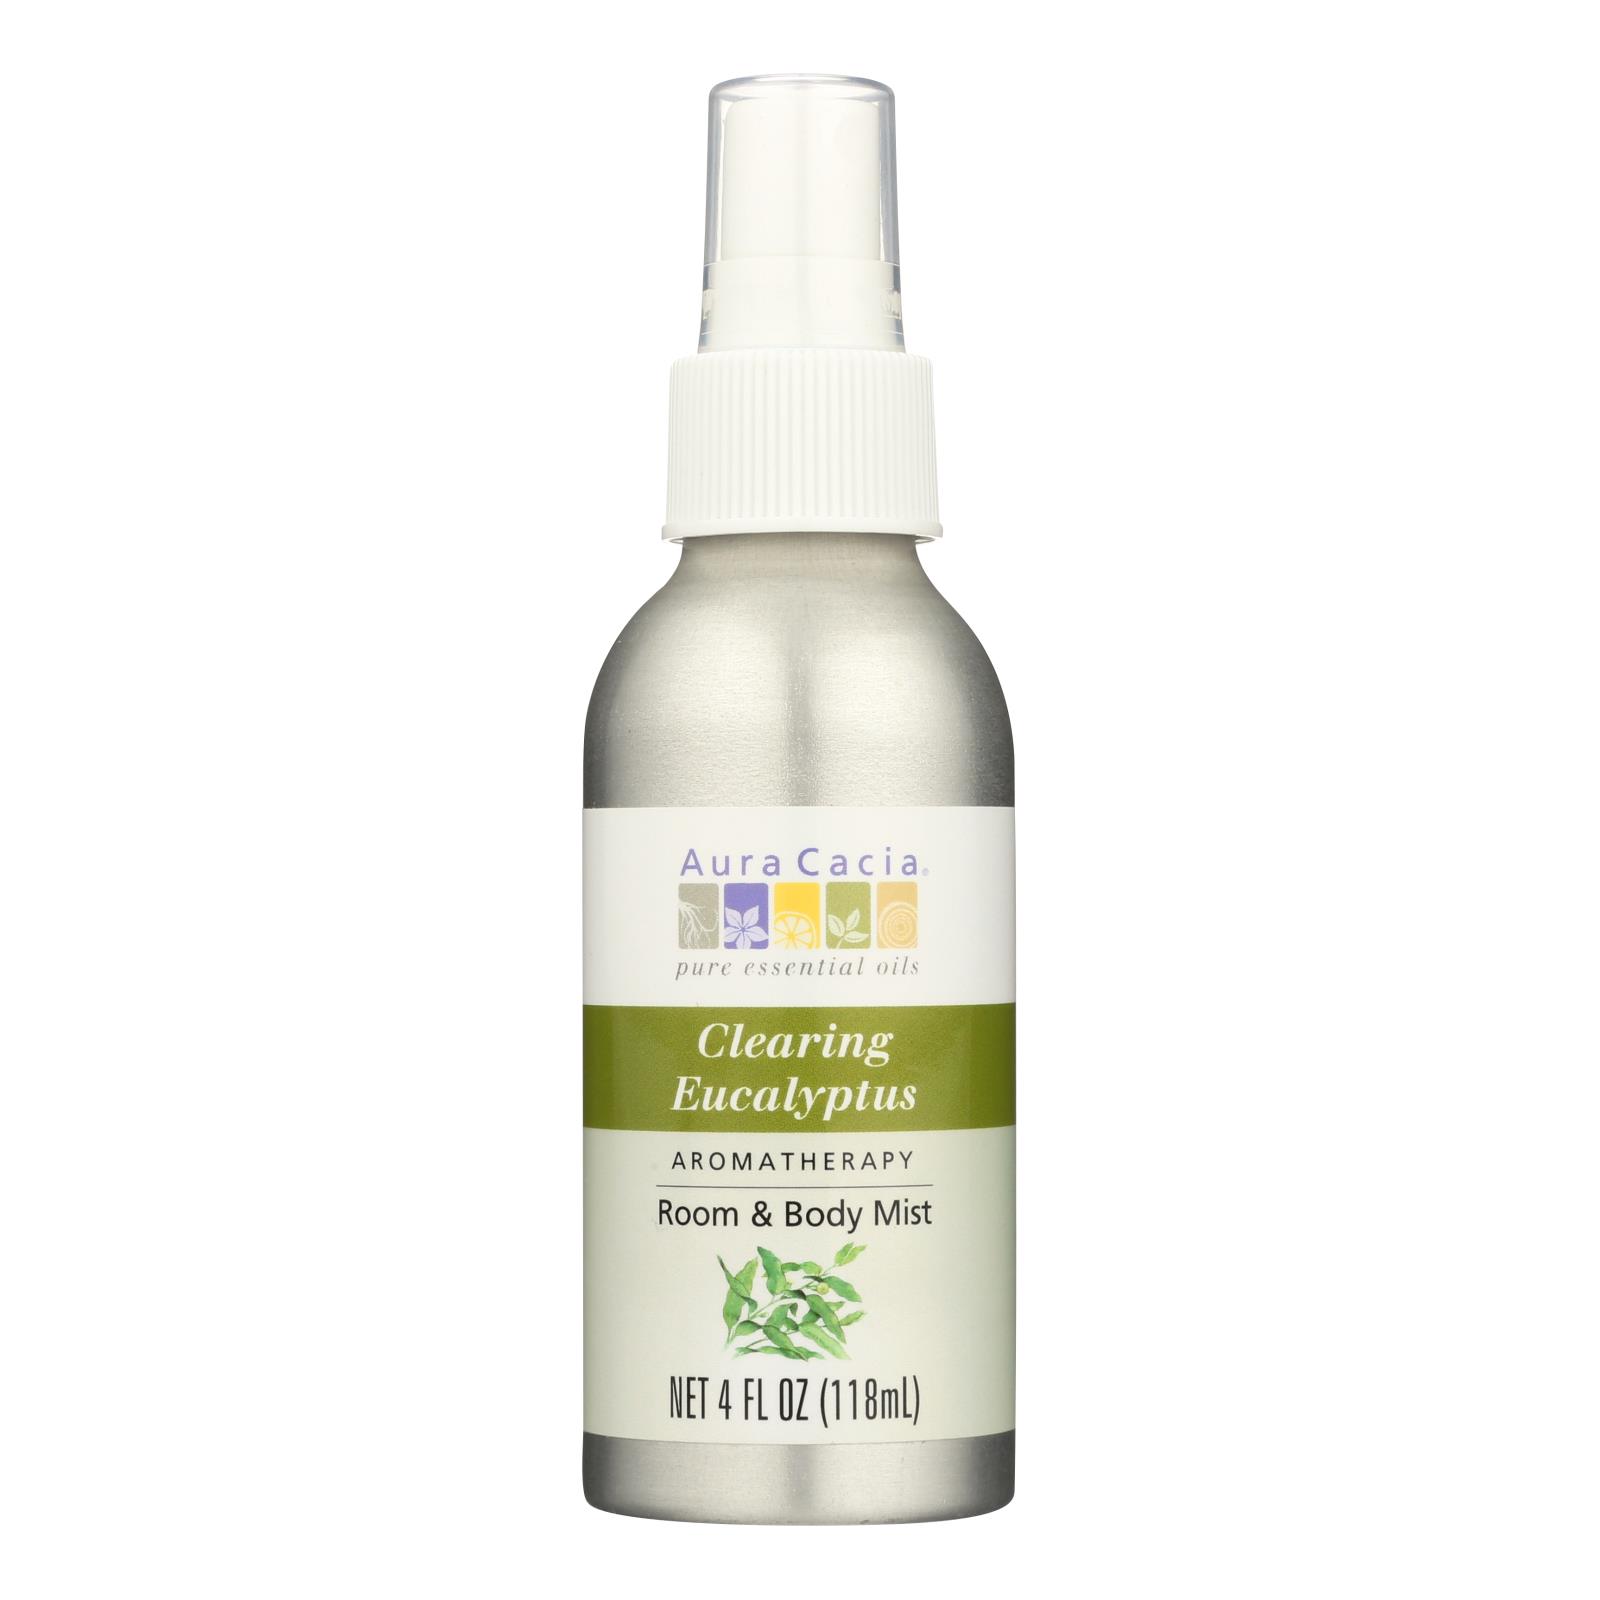 Aura Cacia®
pure essential oils
Clearing
Eucalyptus
AROMATHERAPY
Room & Body Mist
NET 4 FL OZ (118mL)